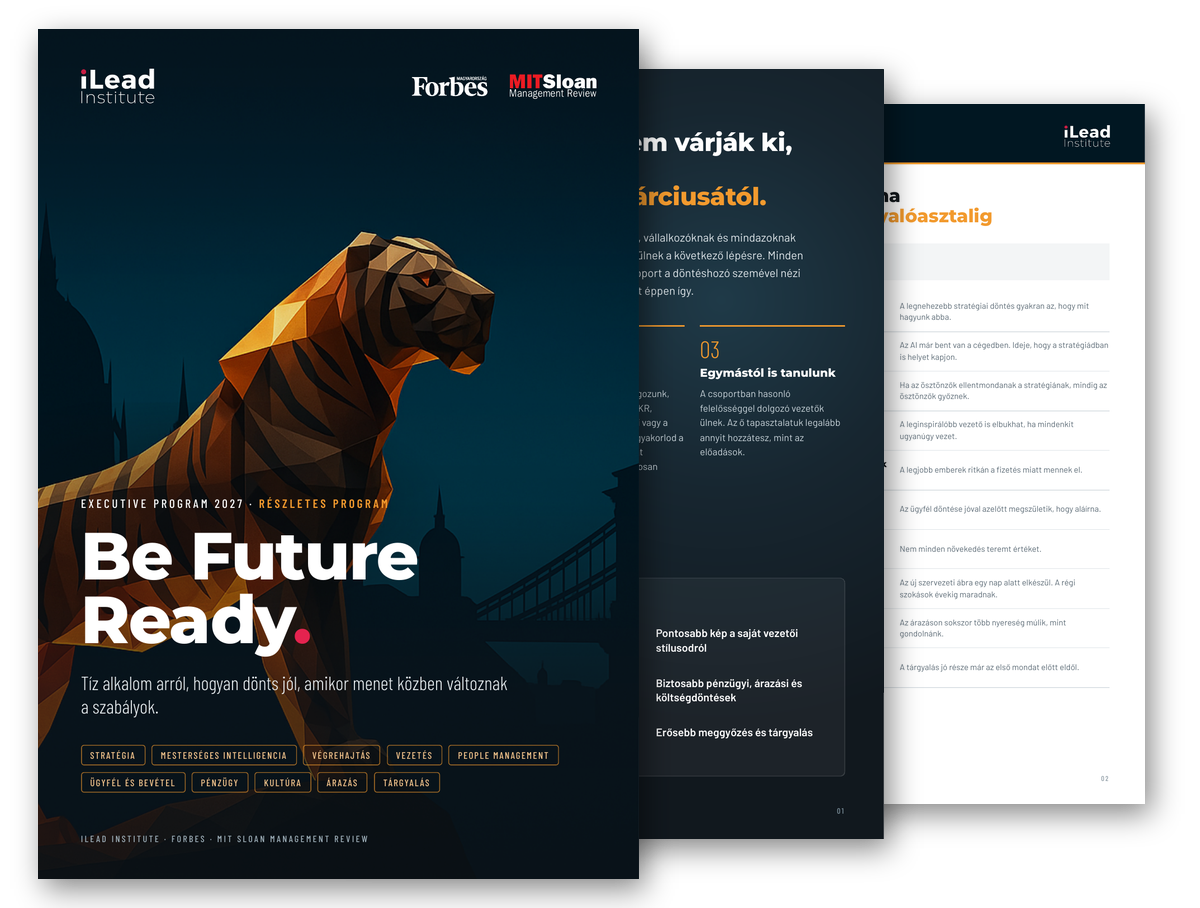 iLead
Institute
Forbes
MAGYARORSZÁG
MITSloan
Management Review
EXECUTIVE PROGRAM 2027 · RÉSZLETES PROGRAM
Be Future
Ready.
Tíz alkalom arról, hogyan dönts jól, amikor menet közben változnak
a szabályok.
STRATÉGIA
MESTERSÉGES INTELLIGENCIA
VÉGREHAJTÁS
VEZETÉS
PEOPLE MANAGEMENT
ÜGYFÉL ÉS BEVÉTEL
PÉNZÜGY
KULTÚRA
ÁRAZÁS
TÁRGYALÁS
ILEAD INSTITUTE · FORBES · MIT SLOAN MANAGEMENT REVIEW
em várják ki,
árciusától.
, vállalkozóknak és mindazoknak
ülnek a következő lépésre. Minden
oport a döntéshozó szemével nézi
t éppen így.
gozunk,
KR,
i vagy a
gyakorlod a
t
osan
03
Egymástól is tanulunk
A csoportban hasonló
felelősséggel dolgozó vezetők
ülnek. Az ő tapasztalatuk legalább
annyit hozzátesz, mint az
előadások.
Pontosabb kép a saját vezetői
stílusodról
Biztosabb pénzügyi, árazási és
költségdöntések
Erősebb meggyőzés és tárgyalás
01
iLead
Institute
na
valóasztalig
A legnehezebb stratégiai döntés gyakran az, hogy mit
hagyunk abba.
Az AI már bent van a cégedben. Ideje, hogy a stratégiádban
is helyet kapjon.
Ha az ösztönzők ellentmondanak a stratégiának, mindig az
ösztönzők győznek.
A leginspirálóbb vezető is elbukhat, ha mindenkit
ugyanúgy vezet.
k
A legjobb emberek ritkán a fizetés miatt mennek el.
Az ügyfél döntése jóval azelőtt megszületik, hogy aláírna.
Nem minden növekedés teremt értéket.
Az új szervezeti ábra egy nap alatt elkészül. A régi
szokások évekig maradnak.
Az árazáson sokszor több nyereség múlik, mint
gondolnánk.
A tárgyalás jó része már az első mondat előtt eldől.
02